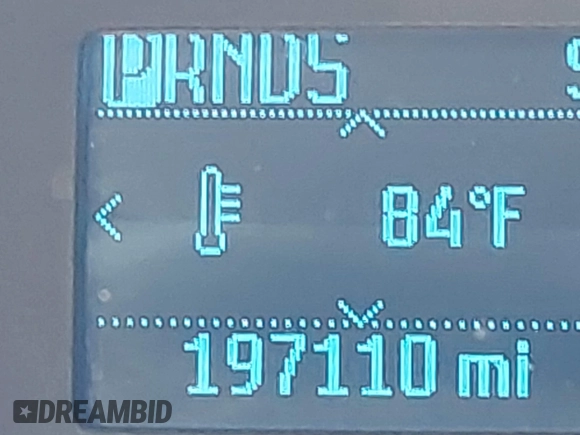 PRNDS
84°F
197110 mi
DREAMBID